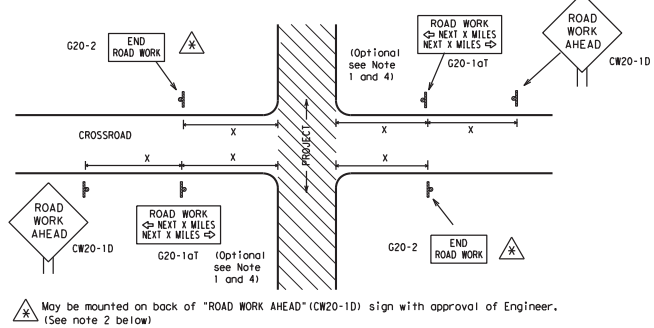 G20-2
END
ROAD WORK
*
(Optional
see Note
1 and 4)
ROAD WORK
⇦ NEXT X MILES
NEXT X MILES ⇨
G20-1aT
ROAD
WORK
AHEAD
CW20-1D
CROSSROAD
X
X
X
PROJECT
X
X
X
ROAD
WORK
AHEAD
CW20-1D
ROAD WORK
⇦ NEXT X MILES
NEXT X MILES ⇨
G20-1aT
(Optional
see Note
1 and 4)
G20-2
END
ROAD WORK
*
* May be mounted on back of "ROAD WORK AHEAD"(CW20-1D) sign with approval of Engineer.
(See note 2 below)